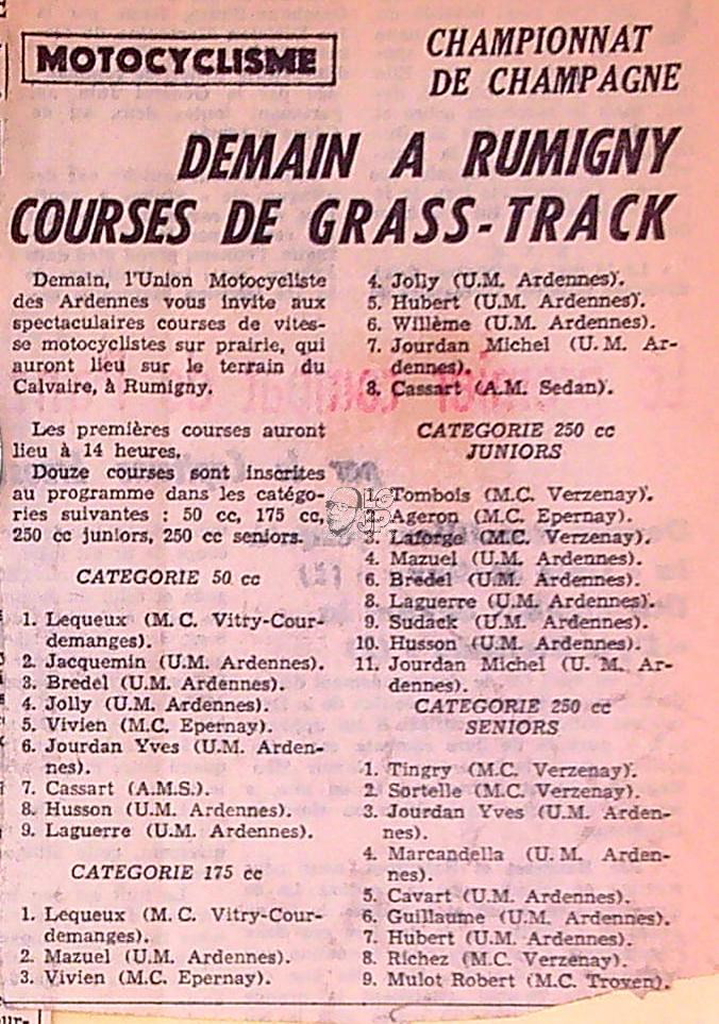 MOTOCYCLISME
CHAMPIONNAT
DE CHAMPAGNE
DEMAIN A RUMIGNY
COURSES DE GRASS-TRACK
Demain, l'Union Motocycliste
des Ardennes vous invite aux
spectaculaires courses de vites-
se motocyclistes sur prairie, qui
auront lieu sur le terrain du
Calvaire, à Rumigny.
Les premières courses auront
lieu à 14 heures.
Douze courses sont inscrites
au programme dans les catégo-
ries suivantes : 50 cc, 175 cc,
250 cc juniors, 250 cc seniors.
CATEGORIE 50 cc
1. Lequeux (M.C. Vitry-Cour-
demanges).
2. Jacquemin (U.M. Ardennes).
3. Bredel (U.M. Ardennes).
4. Jolly (U.M. Ardennes).
5. Vivien (M.C. Epernay).
6. Jourdan Yves (U.M. Arden-
nes).
7. Cassart (A.M.S.).
8. Husson (U.M. Ardennes).
9. Laguerre (U.M. Ardennes).
CATEGORIE 175 cc
1. Lequeux (M.C. Vitry-Cour-
demanges).
2. Mazuel (U.M. Ardennes).
3. Vivien (M.C. Epernay).
4. Jolly (U.M. Ardennes).
5. Hubert (U.M. Ardennes).
6. Willème (U.M. Ardennes).
7. Jourdan Michel (U.M. Ar-
dennes).
8. Cassart (A.M. Sedan).
CATEGORIE 250 cc
JUNIORS
1. Tombois (M.C. Verzenay).
2. Ageron (M.C. Epernay).
3. Laforge (M.C. Verzenay).
4. Mazuel (U.M. Ardennes).
6. Bredel (U.M. Ardennes).
8. Laguerre (U.M. Ardennes).
9. Sudack (U.M. Ardennes).
10. Husson (U.M. Ardennes).
11. Jourdan Michel (U. M. Ar-
dennes).
CATEGORIE 250 cc
SENIORS
1. Tingry (M.C. Verzenay).
2. Sortelle (M.C. Verzenay).
3. Jourdan Yves (U.M. Arden-
nes).
4. Marcandella (U.M. Arden-
nes).
5. Cavart (U.M. Ardennes).
6. Guillaume (U.M. Ardennes).
7. Hubert (U.M. Ardennes).
8. Richez (M.C. Verzenay).
9. Mulot Robert (M.C. Troyen).